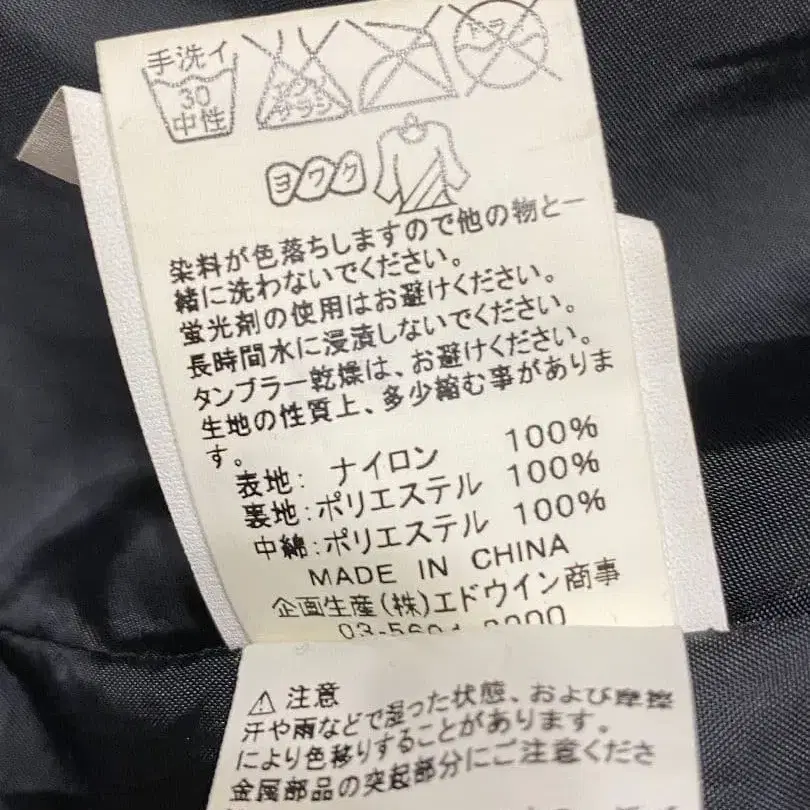 手洗イ
30
中性
エンソ
サラシ
ドライ
ヨワク
染料が色落ちしますので他の物と一
緒に洗わないでください。
蛍光剤の使用はお避けください。
長時間水に浸漬しないでください。
タンブラー乾燥は、お避けください。
生地の性質上、多少縮む事がありま
す。
表地: ナイロン 100%
裏地:ポリエステル 100%
中綿:ポリエステル 100%
MADE IN CHINA
企画生産(株)エドウイン商事
⚠ 注意
汗や雨などで湿った状態、および摩擦
により色移りすることがあります。
金属部品の突起部分にご注意くださ